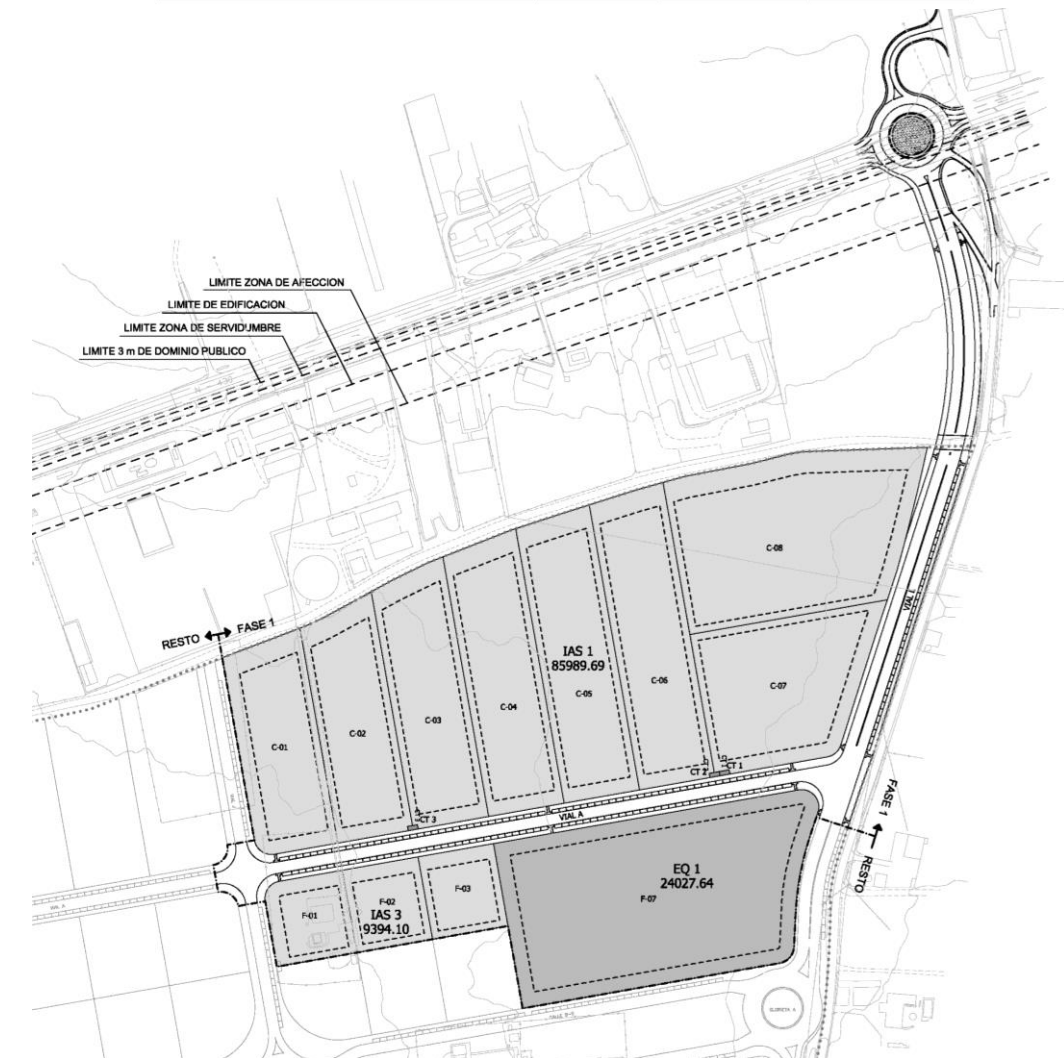 LIMITE ZONA DE AFECCION
LIMITE DE EDIFICACION
LIMITE ZONA DE SERVIDUMBRE
LIMITE 3 m DE DOMINIO PUBLICO
RESTO
FASE 1
C-08
IAS 1
85989.69
C-07
C-06
C-05
C-04
C-03
C-02
C-01
VIAL L
CT 2
CT 1
CT 3
VIAL A
FASE 1
RESTO
EQ 1
24027.64
F-07
F-03
F-02
IAS 3
9394.10
F-01
VIAL A
GLORIETA A